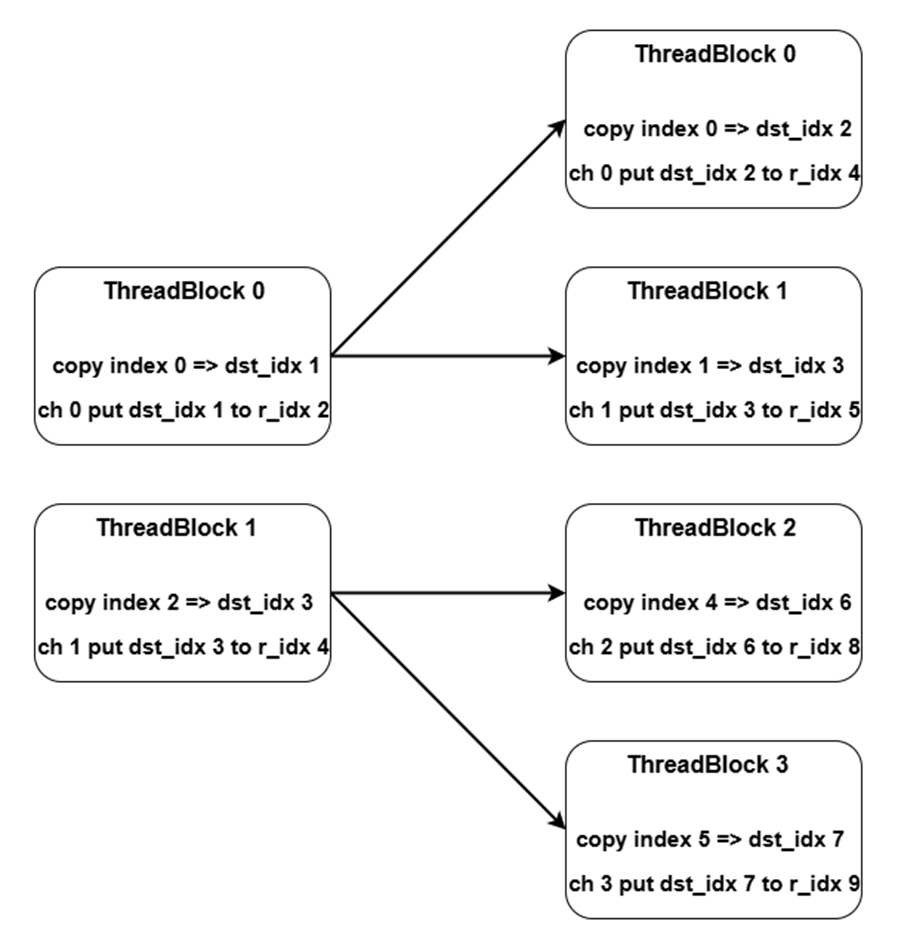 ThreadBlock 0
copy index 0 => dst_idx 1
ch 0 put dst_idx 1 to r_idx 2
ThreadBlock 1
copy index 2 => dst_idx 3
ch 1 put dst_idx 3 to r_idx 4
ThreadBlock 0
copy index 0 => dst_idx 2
ch 0 put dst_idx 2 to r_idx 4
ThreadBlock 1
copy index 1 => dst_idx 3
ch 1 put dst_idx 3 to r_idx 5
ThreadBlock 2
copy index 4 => dst_idx 6
ch 2 put dst_idx 6 to r_idx 8
ThreadBlock 3
copy index 5 => dst_idx 7
ch 3 put dst_idx 7 to r_idx 9